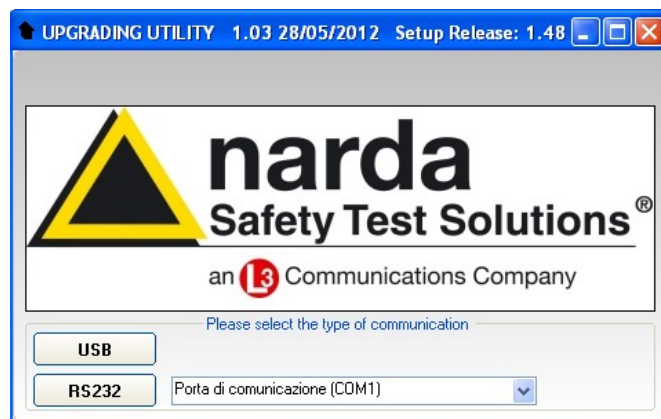 UPGRADING UTILITY 1.03 28/05/2012 Setup Release: 1.48
narda
Safety Test Solutions®
an L3 Communications Company
Please select the type of communication
USB
RS232
Porta di comunicazione (COM1)